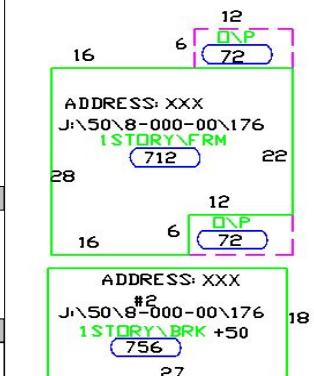 12
6
O\P
72
16
ADDRESS: XXX
J:\50\8-000-00\176
1STORY\FRM
712
22
28
12
6
O\P
72
16
ADDRESS: XXX
#2
J:\50\8-000-00\176
18
1STORY\BRK +50
756
27